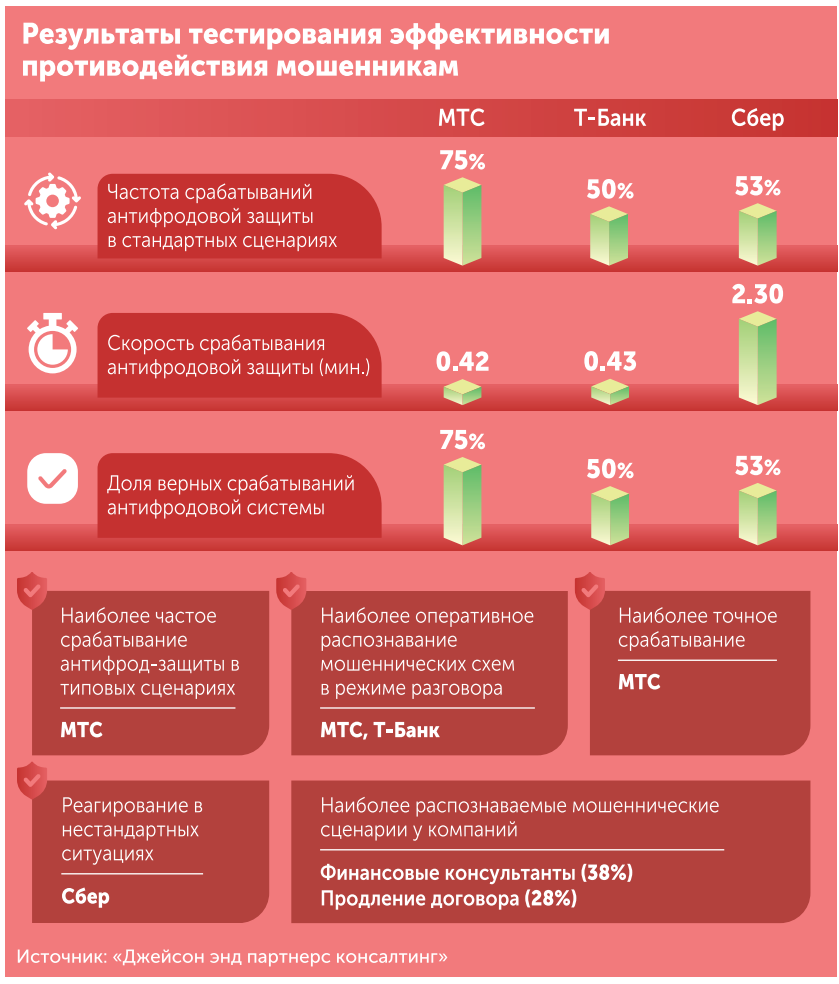 Результаты тестирования эффективности
противодействия мошенникам
МТС Т-Банк Сбер
Частота срабатываний
антифродовой защиты
в стандартных сценариях
75% 50% 53%
Скорость срабатывания
антифродовой защиты (мин.)
0.42 0.43 2.30
Доля верных срабатываний
антифродовой системы
75% 50% 53%
Наиболее частое
срабатывание
антифрод-защиты в
типовых сценариях
МТС
Наиболее оперативное
распознавание
мошеннических схем
в режиме разговора
МТС, Т-Банк
Наиболее точное
срабатывание
МТС
Реагирование в
нестандартных
ситуациях
Сбер
Наиболее распознаваемые мошеннические
сценарии у компаний
Финансовые консультанты (38%)
Продление договора (28%)
Источник: «Джейсон энд партнерс консалтинг»